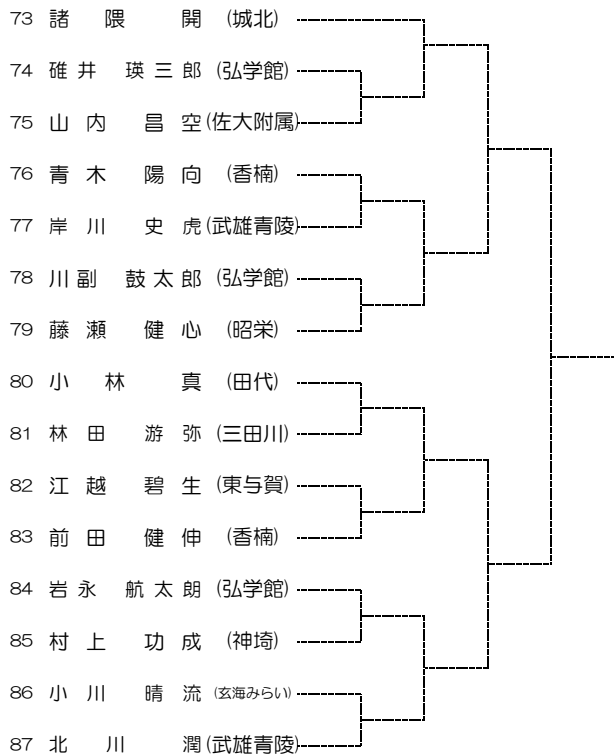 73 諸隈 開 (城北)
74 碓井 瑛三郎 (弘学館)
75 山内 昌空 (佐大附属)
76 青木 陽向 (香楠)
77 岸川 史虎 (武雄青陵)
78 川副 鼓太郎 (弘学館)
79 藤瀬 健心 (昭栄)
80 小林 真 (田代)
81 林田 游弥 (三田川)
82 江越 碧生 (東与賀)
83 前田 健伸 (香楠)
84 岩永 航太朗 (弘学館)
85 村上 功成 (神埼)
86 小川 晴流 (玄海みらい)
87 北川 潤 (武雄青陵)